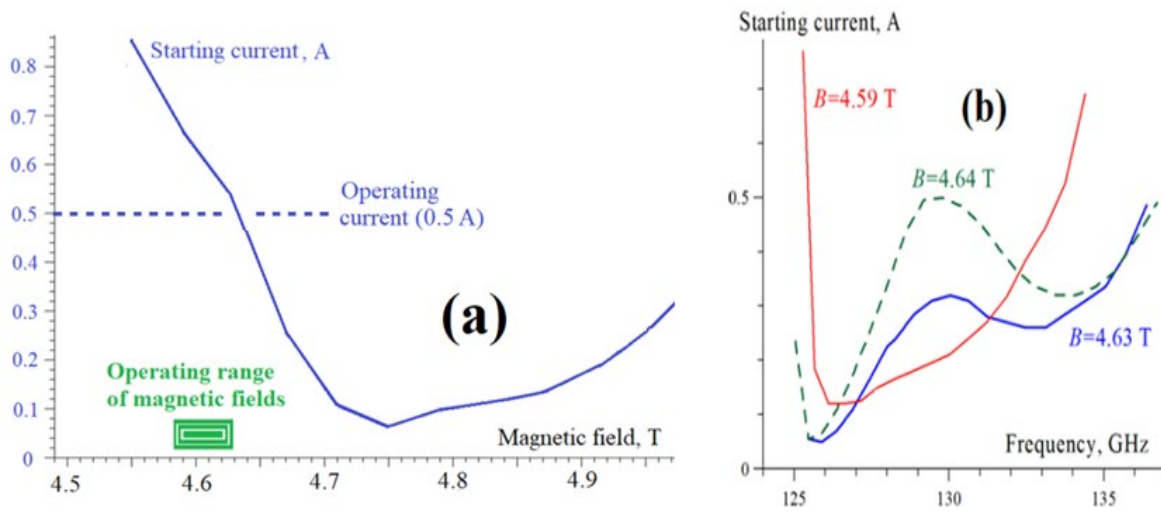 Starting current, A
0.8
0.7
0.6
0.5
0.4
0.3
0.2
0.1
0
Operating
current (0.5 A)
(a)
Operating range
of magnetic fields
Magnetic field, T
4.5
4.6
4.7
4.8
4.9
Starting current, A
B=4.59 T
(b)
B=4.64 T
0.5
B=4.63 T
Frequency, GHz
0
125
130
135